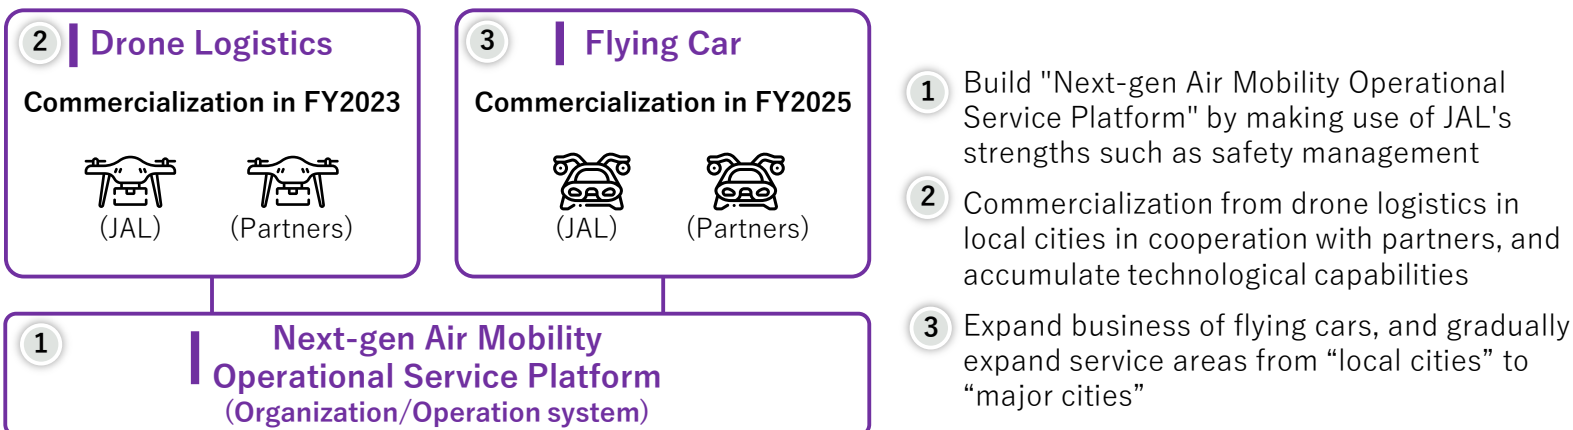 2
Drone Logistics
Commercialization in FY2023
(JAL)
(Partners)
3
Flying Car
Commercialization in FY2025
(JAL)
(Partners)
1
Next-gen Air Mobility
Operational Service Platform
(Organization/Operation system)
1
Build "Next-gen Air Mobility Operational
Service Platform" by making use of JAL's
strengths such as safety management
2
Commercialization from drone logistics in
local cities in cooperation with partners, and
accumulate technological capabilities
3
Expand business of flying cars, and gradually
expand service areas from “local cities” to
“major cities”